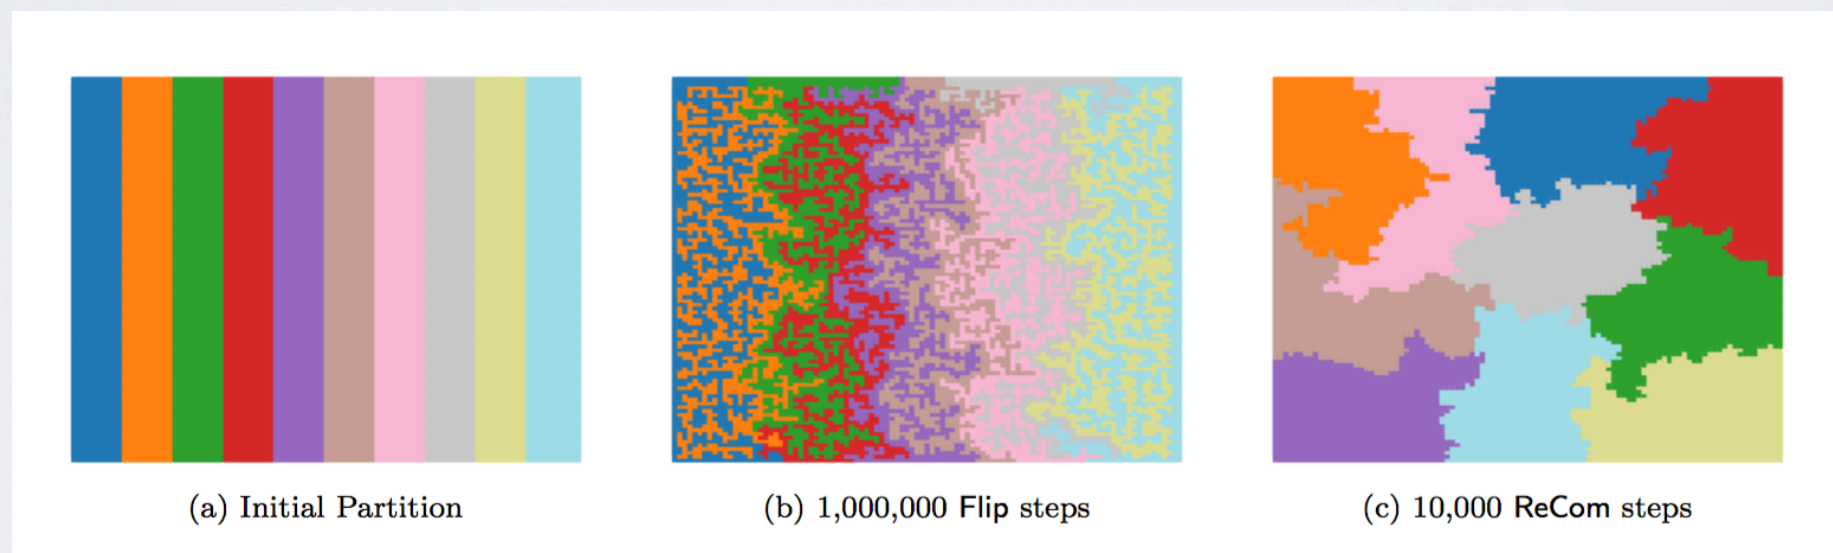 (a) Initial Partition
(b) 1,000,000 Flip steps
(c) 10,000 ReCom steps